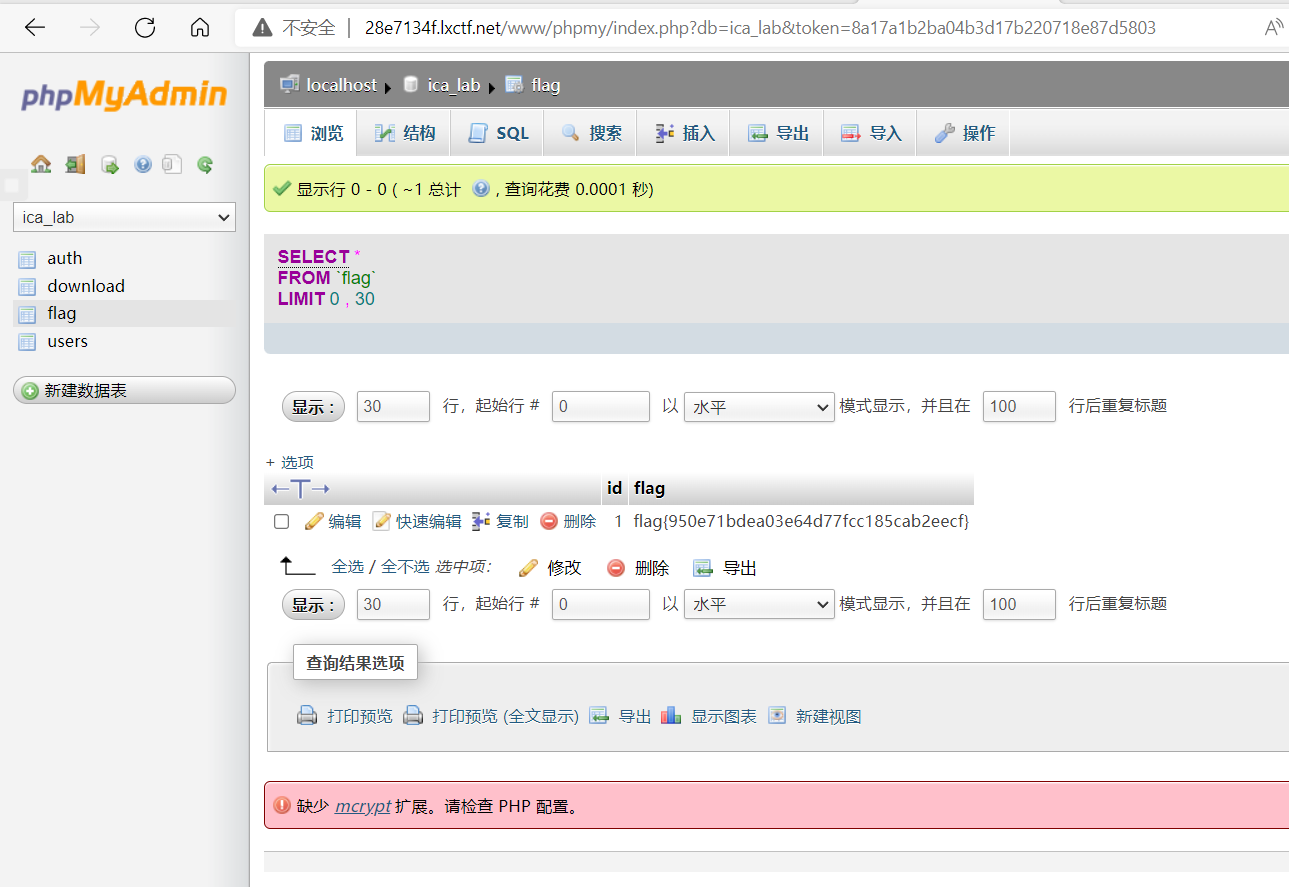 不安全 | 28e7134f.lxctf.net/www/phpmy/index.php?db=ica_lab&token=8a17a1b2ba04b3d17b220718e87d5803
phpMyAdmin
ica_lab
auth
download
flag
users
新建数据表
localhost ica_lab flag
浏览 结构 SQL 搜索 插入 导出 导入 操作
显示行 0 - 0 ( ~1 总计 , 查询花费 0.0001 秒)
SELECT *
FROM `flag`
LIMIT 0 , 30
显示 : 30 行，起始行 # 0 以 水平 模式显示，并且在 100 行后重复标题
+ 选项
←T→ id flag
编辑 快速编辑 复制 删除 1 flag{950e71bdea03e64d77fcc185cab2eecf}
全选 / 全不选 选中项: 修改 删除 导出
显示 : 30 行，起始行 # 0 以 水平 模式显示，并且在 100 行后重复标题
查询结果选项
打印预览 打印预览 (全文显示) 导出 显示图表 新建视图
缺少 mcrypt 扩展。请检查 PHP 配置。